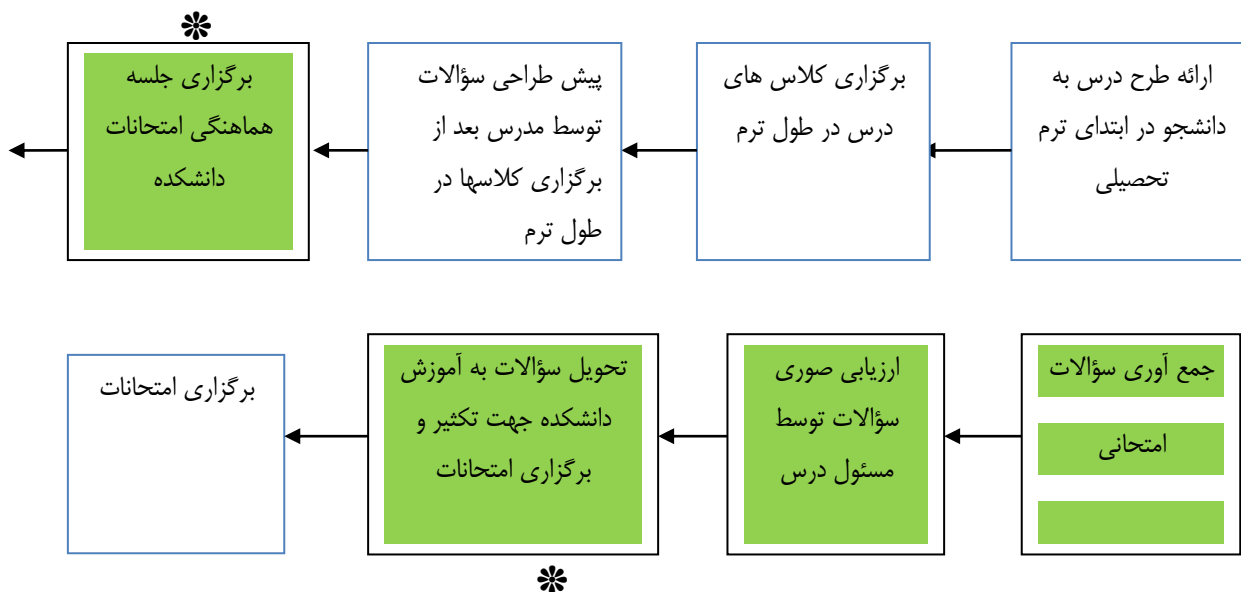 ❋
ارائه طرح درس به
دانشجو در ابتدای ترم
تحصیلی
برگزاری کلاس های
درس در طول ترم
پیش طراحی سؤالات
توسط مدرس بعد از
برگزاری کلاسها در
طول ترم
برگزاری جلسه
هماهنگی امتحانات
دانشکده
جمع آوری سؤالات
امتحانی
ارزیابی صوری
سؤالات توسط
مسئول درس
تحویل سؤالات به آموزش
دانشکده جهت تکثیر و
برگزاری امتحانات
برگزاری امتحانات
❋